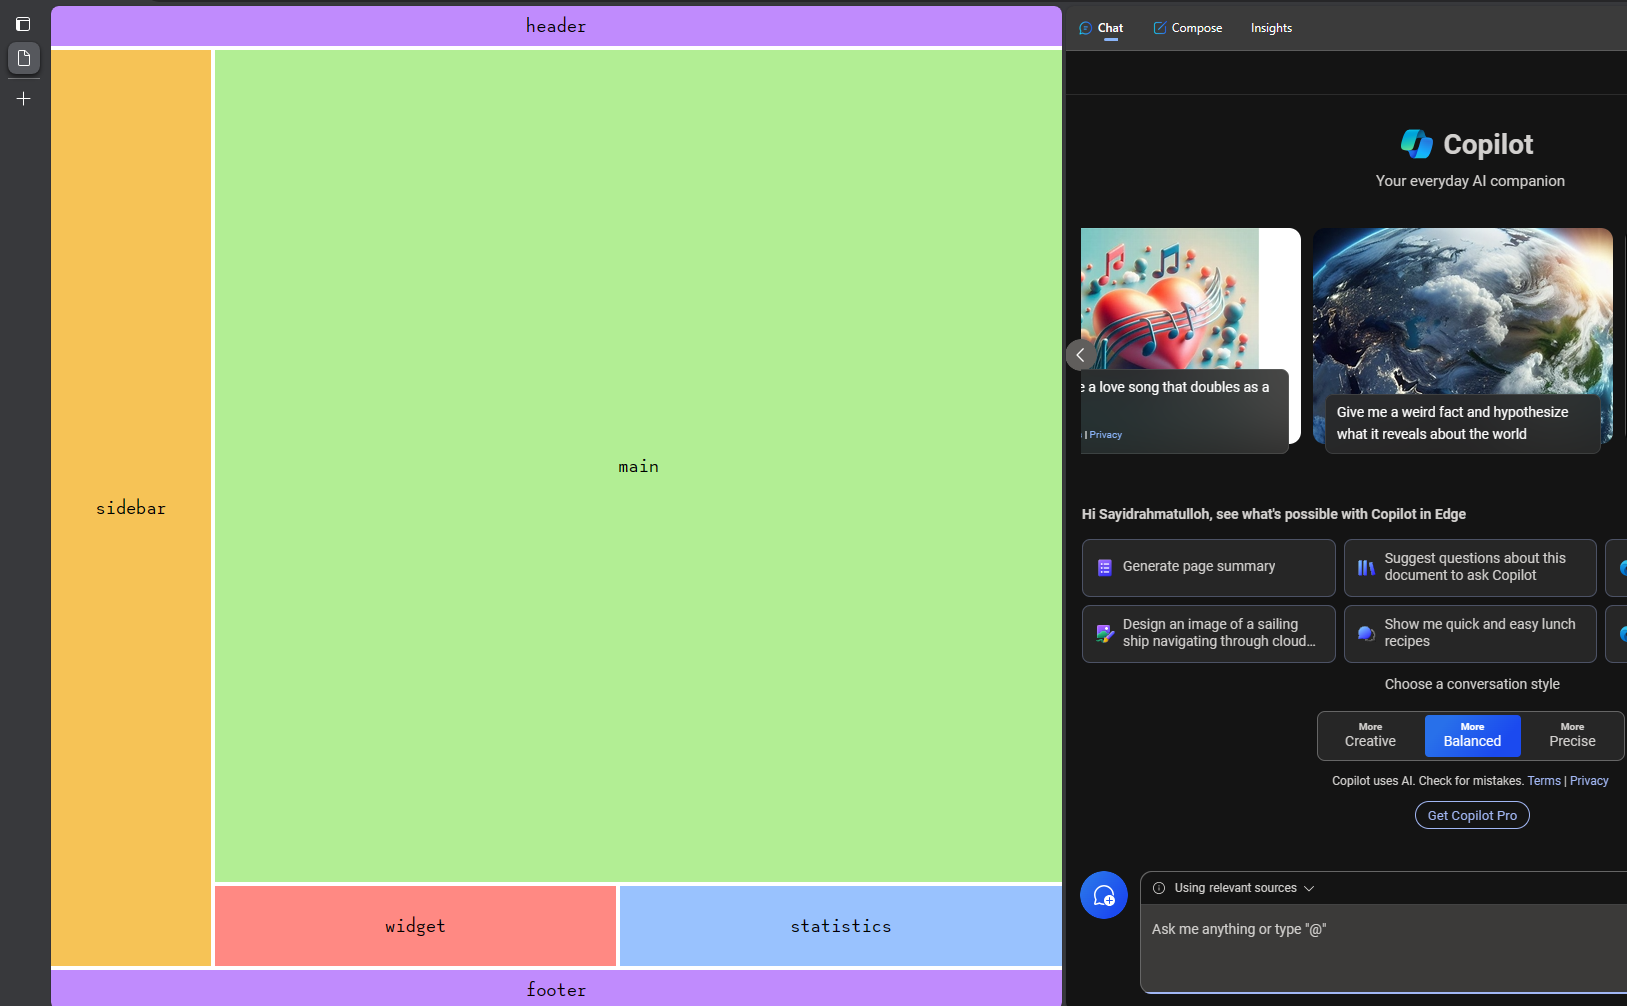 header
sidebar
main
widget
statistics
footer
Chat
Compose
Insights
Copilot
Your everyday AI companion
a love song that doubles as a
| Privacy
Give me a weird fact and hypothesize
what it reveals about the world
Hi Sayidrahmatulloh, see what's possible with Copilot in Edge
Generate page summary
Suggest questions about this
document to ask Copilot
Design an image of a sailing
ship navigating through cloud...
Show me quick and easy lunch
recipes
Choose a conversation style
More
Creative
More
Balanced
More
Precise
Copilot uses AI. Check for mistakes. Terms | Privacy
Get Copilot Pro
Using relevant sources
Ask me anything or type "@"